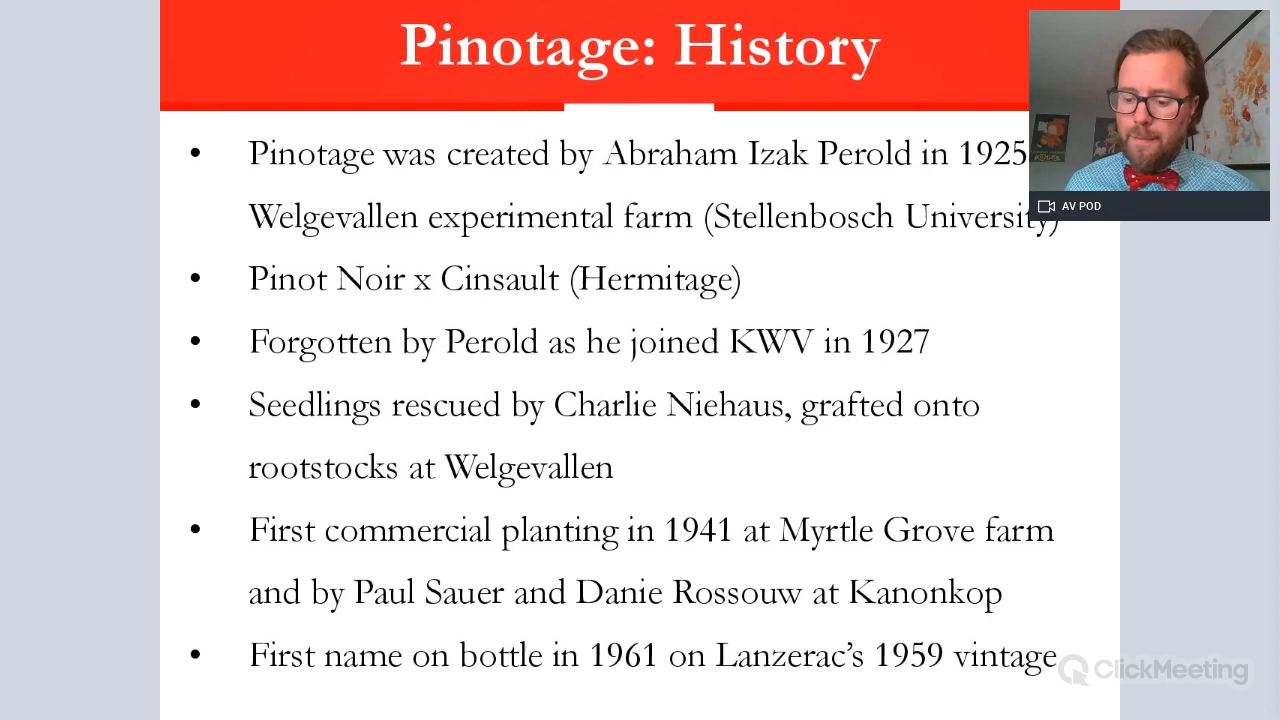 Pinotage: History
• Pinotage was created by Abraham Izak Perold in 1925
Welgevallen experimental farm (Stellenbosch University)
• Pinot Noir x Cinsault (Hermitage)
• Forgotten by Perold as he joined KWV in 1927
• Seedlings rescued by Charlie Niehaus, grafted onto
rootstocks at Welgevallen
• First commercial planting in 1941 at Myrtle Grove farm
and by Paul Sauer and Danie Rossouw at Kanonkop
• First name on bottle in 1961 on Lanzerac’s 1959 vintage
AV POD
ClickMeeting